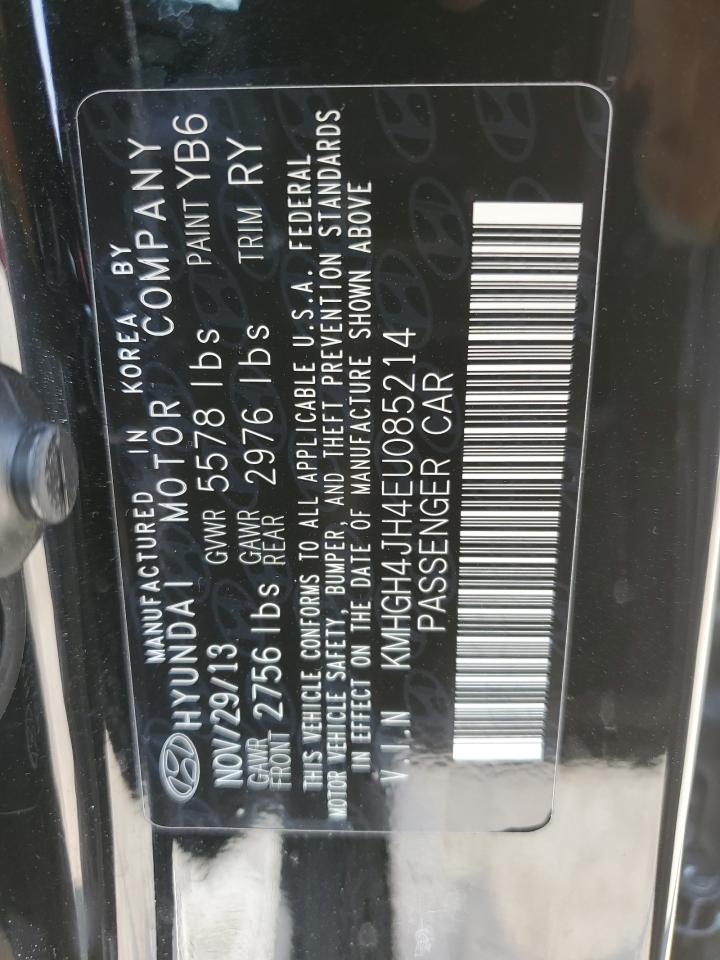 MANUFACTURED IN KOREA BY
HYUNDAI MOTOR COMPANY
NOV/29/13 GVWR 5578 lbs PAINT YB6
GAWR FRONT 2756 lbs GAWR REAR 2976 lbs TRIM RY
THIS VEHICLE CONFORMS TO ALL APPLICABLE U.S.A. FEDERAL
MOTOR VEHICLE SAFETY, BUMPER, AND THEFT PREVENTION STANDARDS
IN EFFECT ON THE DATE OF MANUFACTURE SHOWN ABOVE
V.I.N KMHGH4JH4EU085214
PASSENGER CAR